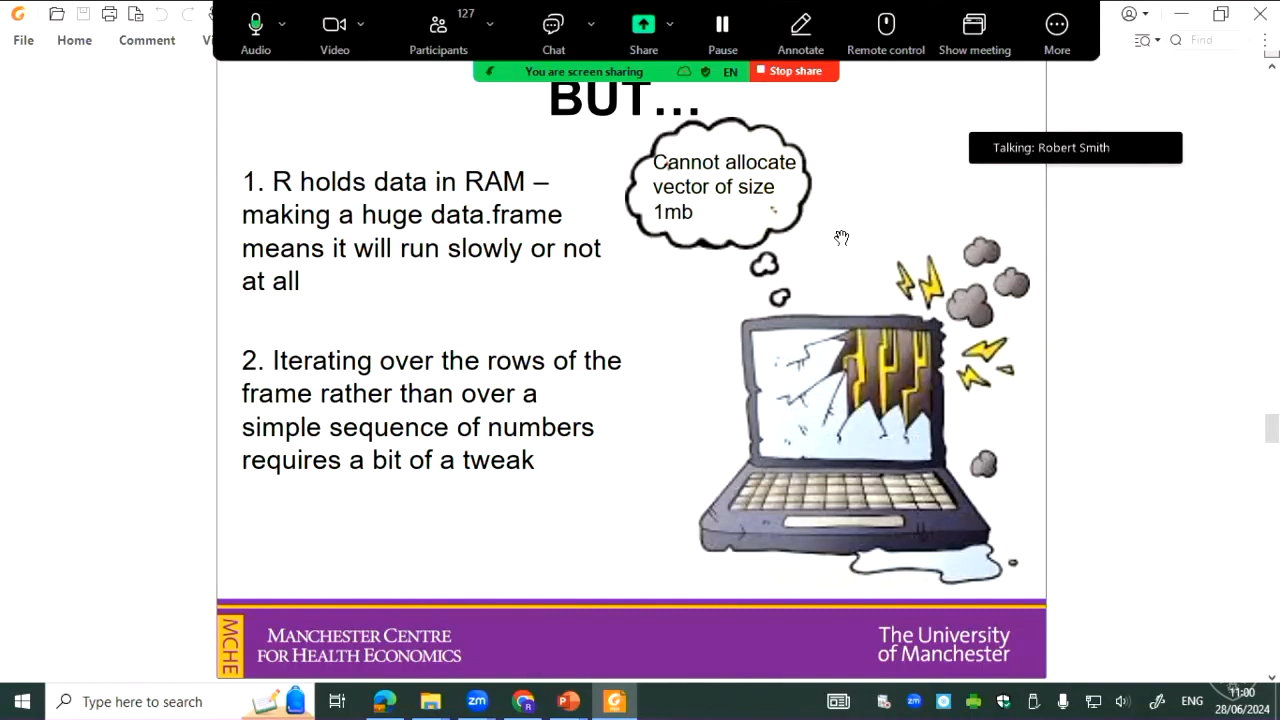 127
Audio
Video
Participants
Chat
Share
Pause
Annotate
Remote control
Show meeting
More
File
Home
Comment
Find
You are screen sharing
EN
Stop share
Talking: Robert Smith
BUT…
Cannot allocate
vector of size
1mb
1. R holds data in RAM –
making a huge data.frame
means it will run slowly or not
at all
2. Iterating over the rows of the
frame rather than over a
simple sequence of numbers
requires a bit of a tweak
MCHE
MANCHESTER CENTRE
FOR HEALTH ECONOMICS
The University
of Manchester
Type here to search
zm
zm
ENG
11:00
28/06/2024